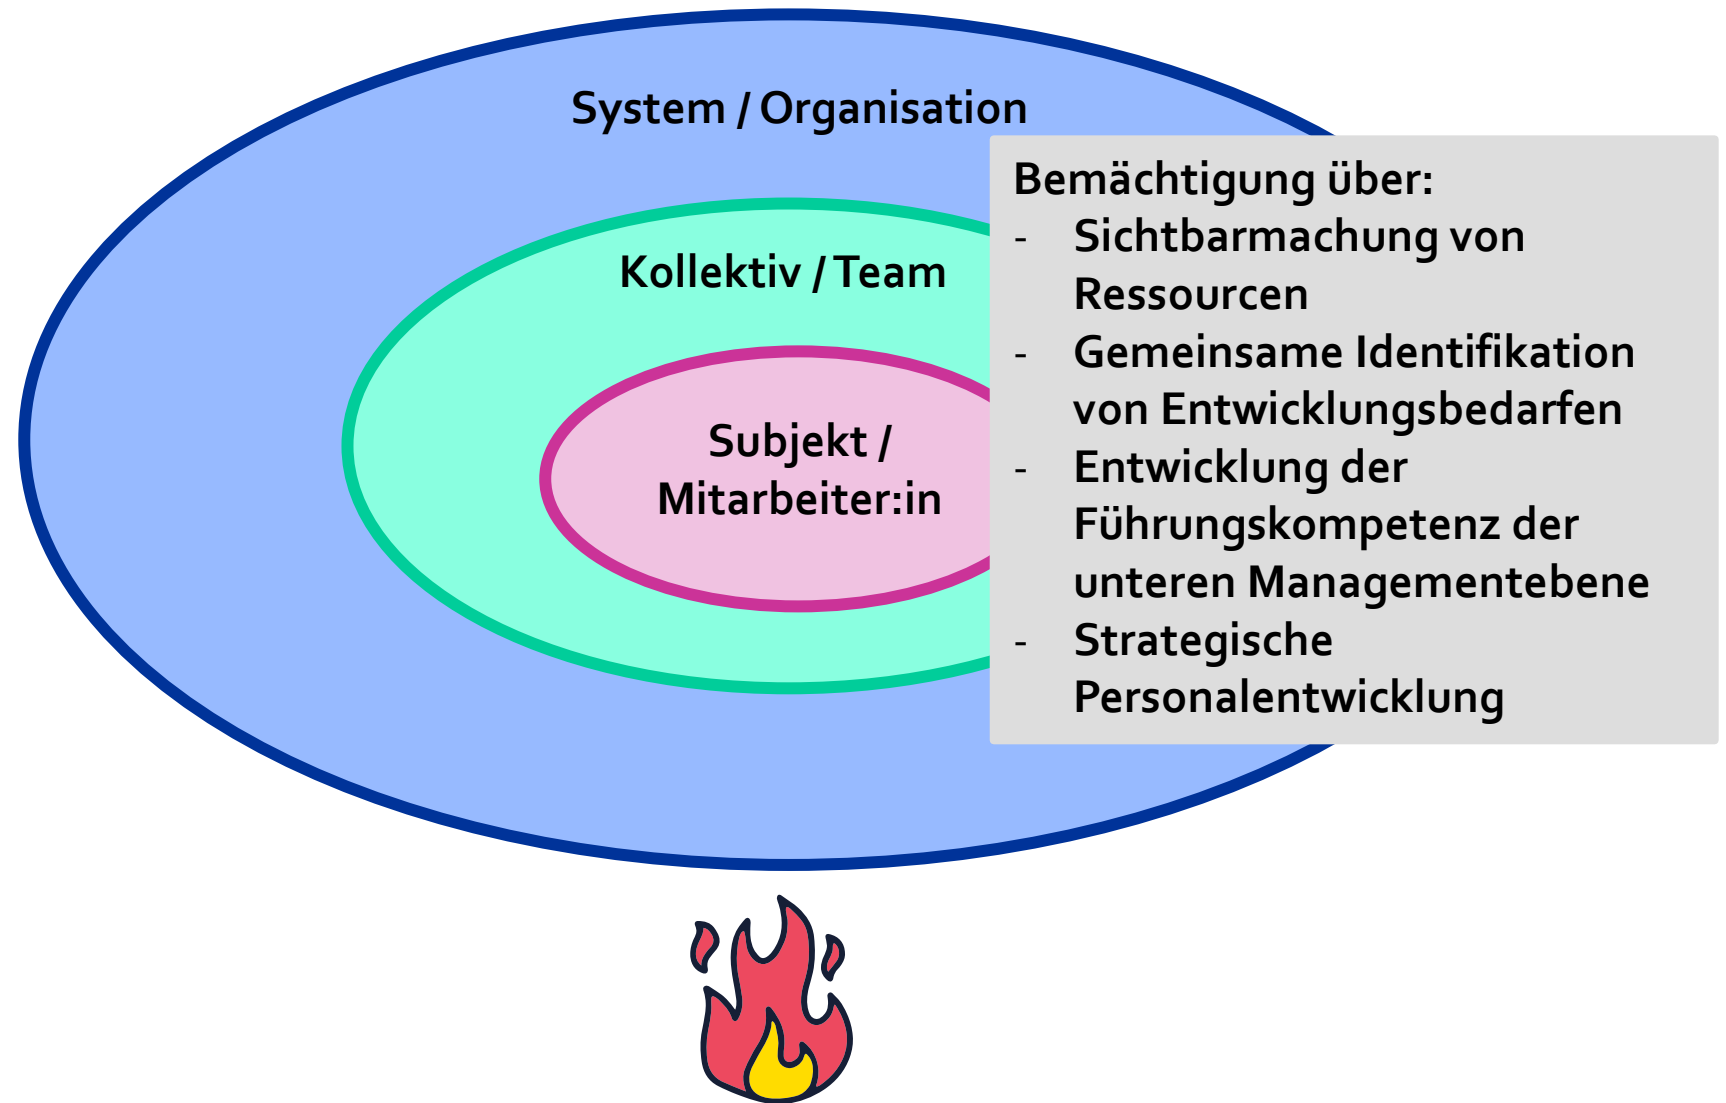 System / Organisation
Kollektiv / Team
Subjekt /
Mitarbeiter:in
Bemächtigung über:
- Sichtbarmachung von
Ressourcen
- Gemeinsame Identifikation
von Entwicklungsbedarfen
- Entwicklung der
Führungskompetenz der
unteren Managementebene
- Strategische
Personalentwicklung